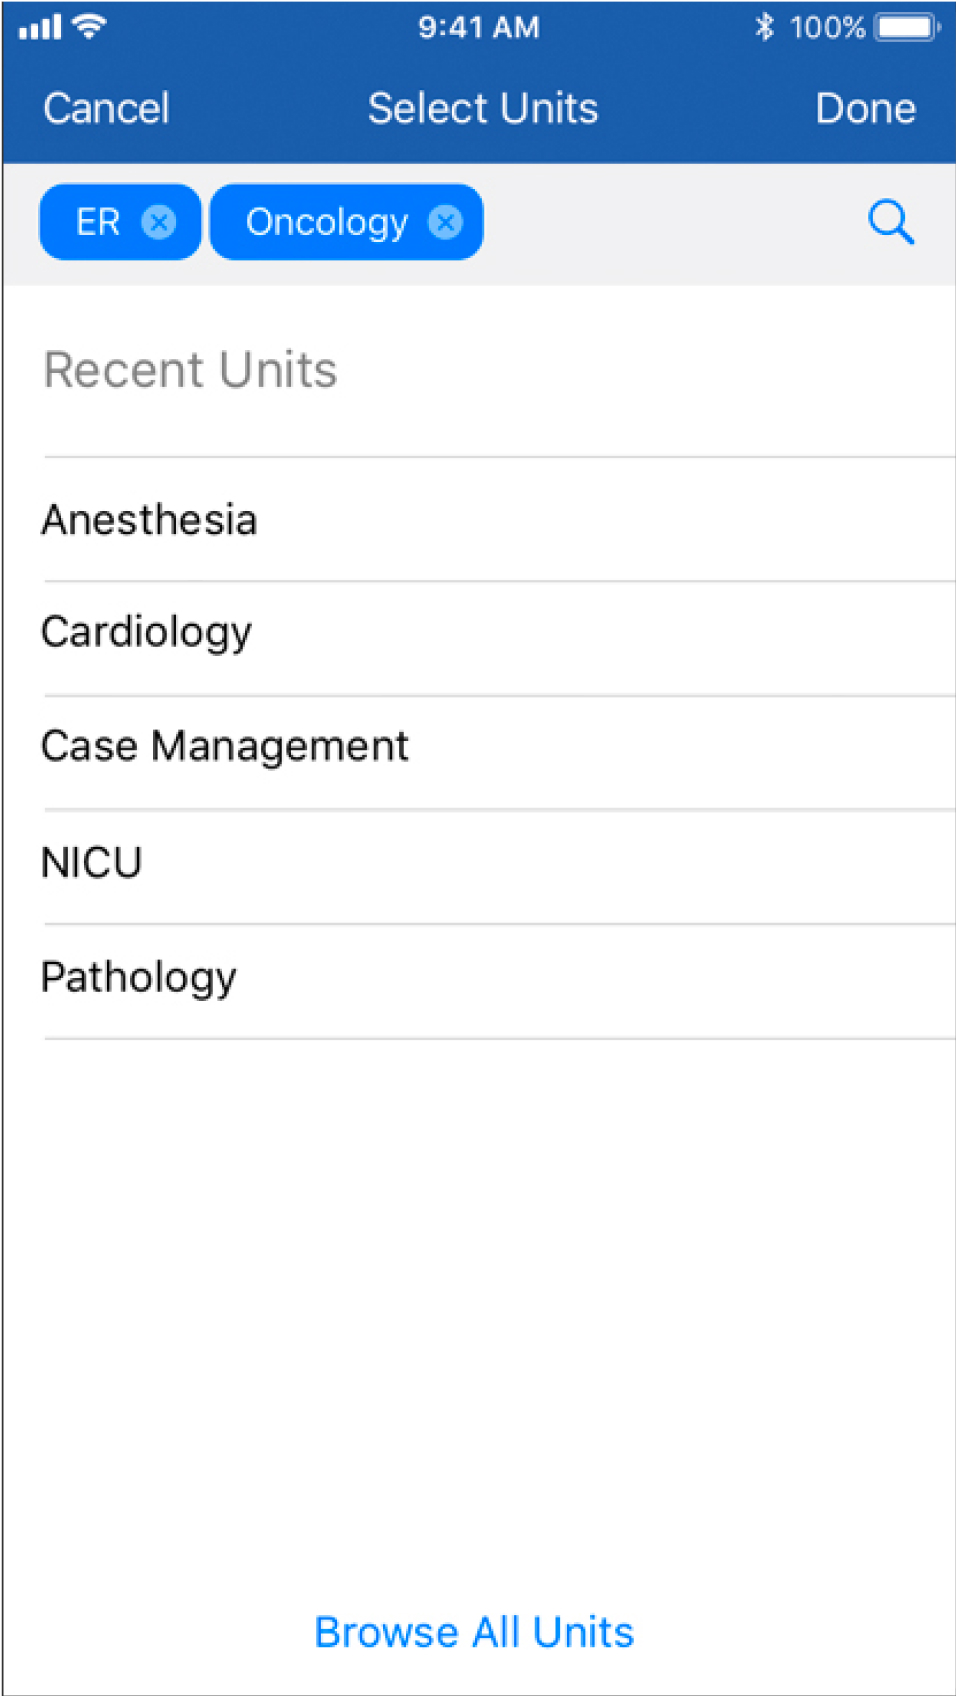 9:41 AM 100%
Cancel Select Units Done
ER Oncology
Recent Units
Anesthesia
Cardiology
Case Management
NICU
Pathology
Browse All Units